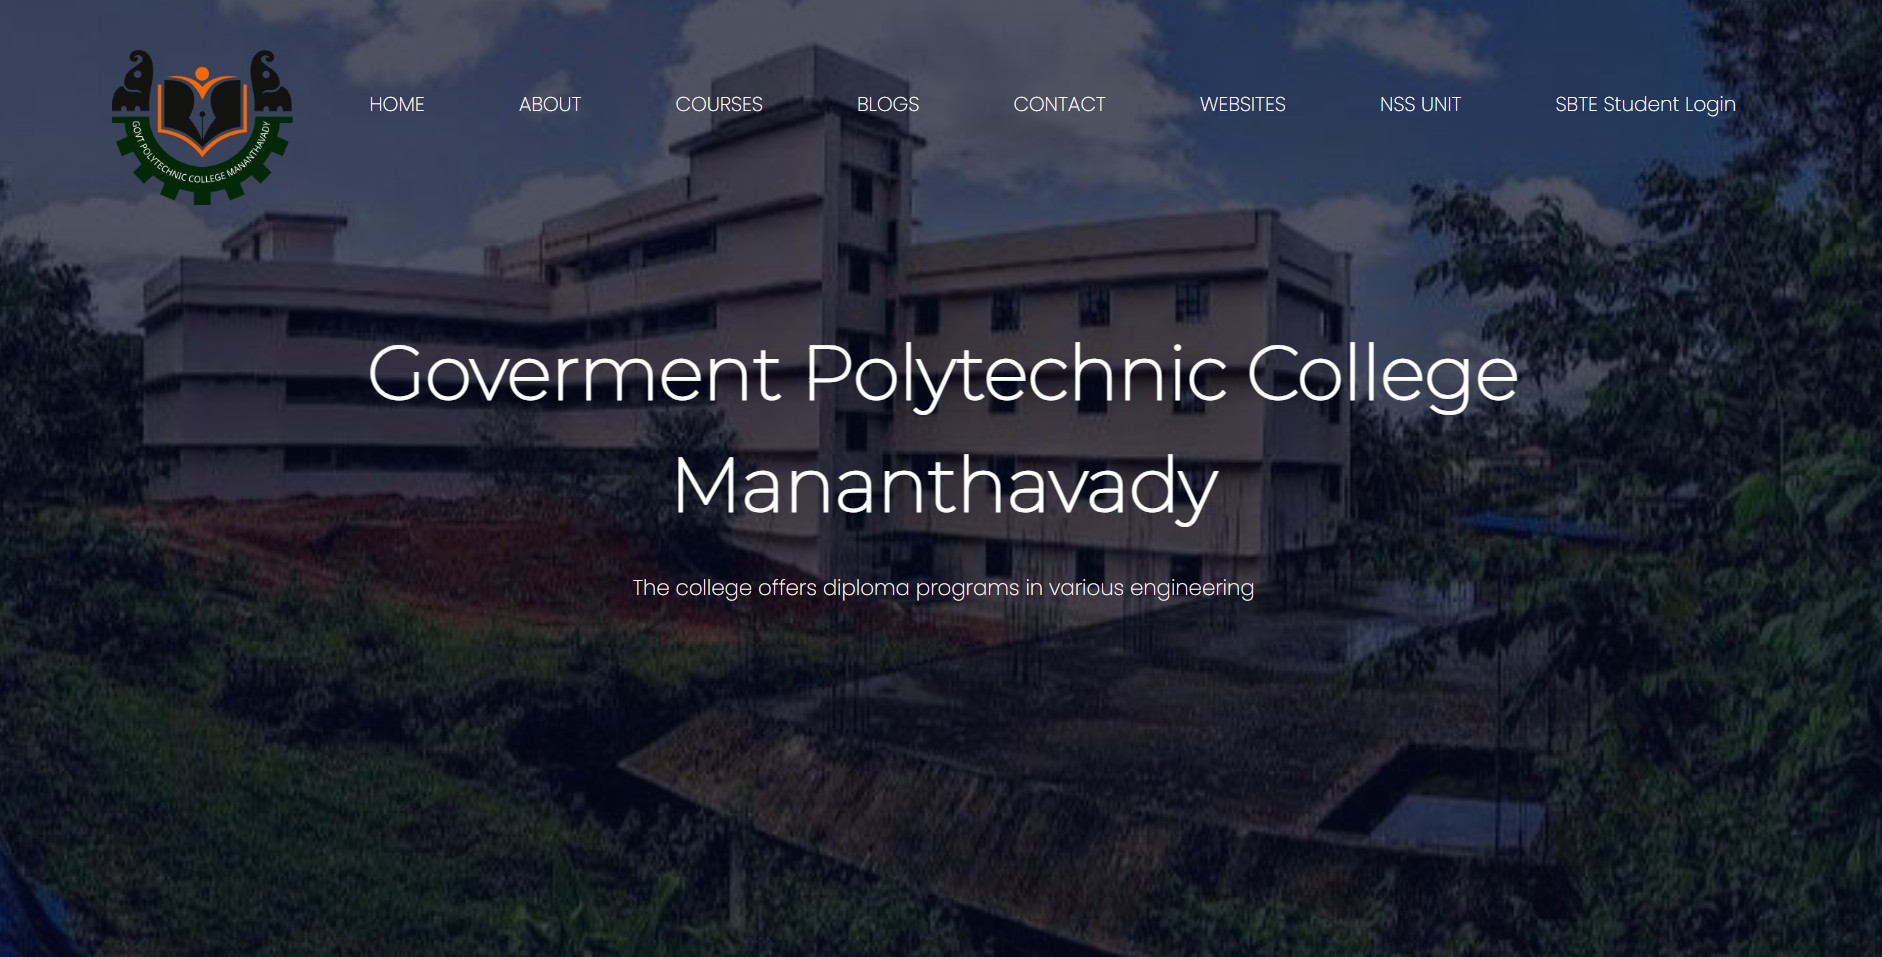 GOVT POLYTECHNIC COLLEGE MANANTHAVADY
HOME ABOUT COURSES BLOGS CONTACT WEBSITES NSS UNIT SBTE Student Login
Goverment Polytechnic College
Mananthavady
The college offers diploma programs in various engineering